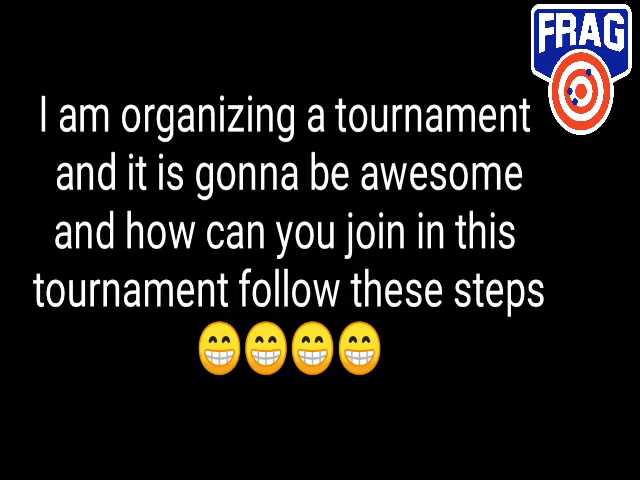 FRAG
I am organizing a tournament
and it is gonna be awesome
and how can you join in this
tournament follow these steps
😁😁😁😁